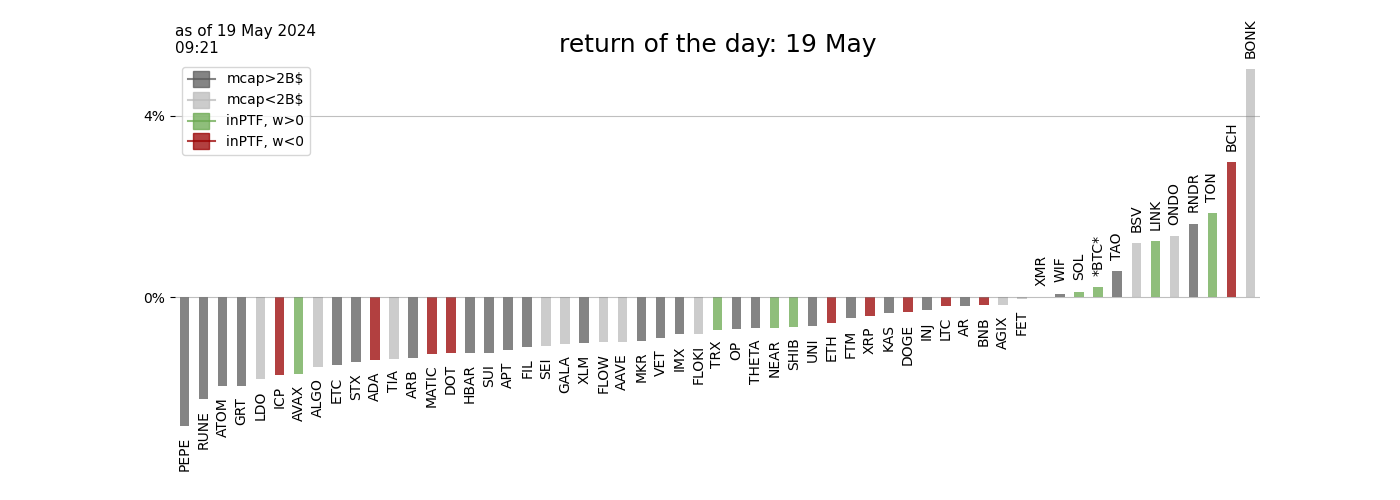 as of 19 May 2024
09:21
return of the day: 19 May
mcap>2B$
mcap<2B$
inPTF, w>0
inPTF, w<0
4%
0%
PEPE
RUNE
ATOM
GRT
LDO
ICP
AVAX
ALGO
ETC
STX
ADA
TIA
ARB
MATIC
DOT
HBAR
SUI
APT
FIL
SEI
GALA
XLM
FLOW
AAVE
MKR
VET
IMX
FLOKI
TRX
OP
THETA
NEAR
SHIB
UNI
ETH
FTM
XRP
KAS
DOGE
INJ
LTC
AR
BNB
AGIX
FET
XMR
WIF
SOL
*BTC*
TAO
BSV
LINK
ONDO
RNDR
TON
BCH
BONK